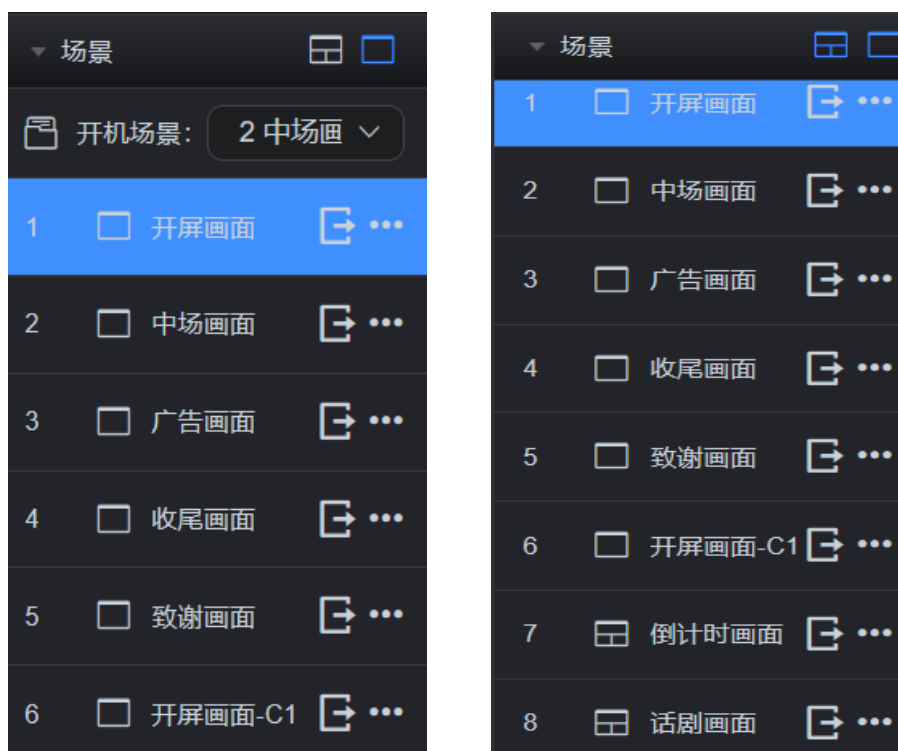 场景
开机场景： 2 中场画
1 开屏画面
2 中场画面
3 广告画面
4 收尾画面
5 致谢画面
6 开屏画面-C1
场景
1 开屏画面
2 中场画面
3 广告画面
4 收尾画面
5 致谢画面
6 开屏画面-C1
7 倒计时画面
8 话剧画面